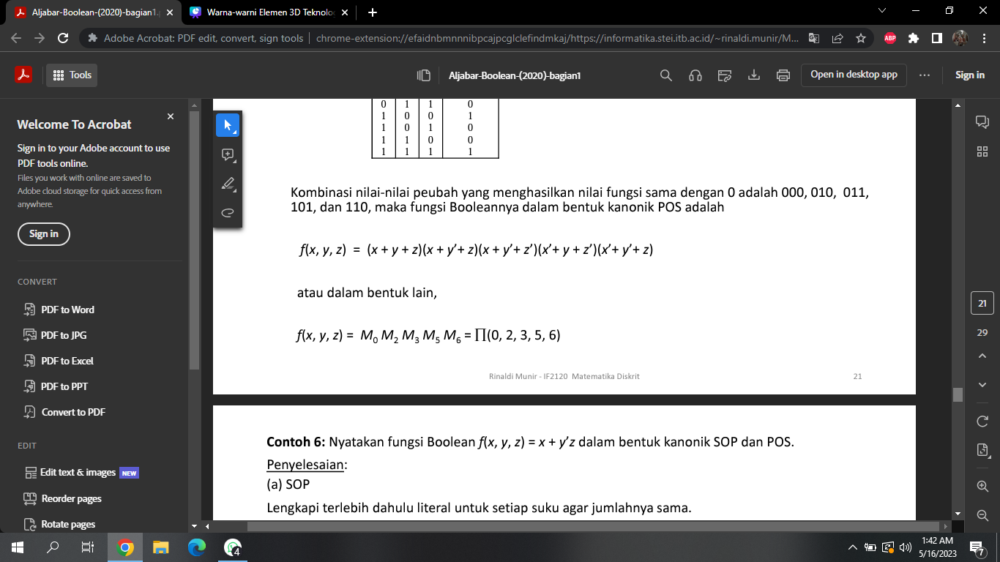 Aljabar-Boolean-(2020)-bagian1.
Warna-warni Elemen 3D Teknolog
Adobe Acrobat: PDF edit, convert, sign tools | chrome-extension://efaidnbmnnnibpcajpcglclefindmkaj/https://informatika.stei.itb.ac.id/~rinaldi.munir/M...
ABP
Tools
Aljabar-Boolean-(2020)-bagian1
Open in desktop app
Sign in
Welcome To Acrobat
Sign in to your Adobe account to use
PDF tools online.
Files you work with online are saved to
Adobe cloud storage for quick access from
anywhere.
Sign in
CONVERT
PDF to Word
PDF to JPG
PDF to Excel
PDF to PPT
Convert to PDF
EDIT
Edit text & images NEW
Reorder pages
Rotate pages
0 1 1 0
1 0 0 1
1 0 1 0
1 1 0 0
1 1 1 1
Kombinasi nilai-nilai peubah yang menghasilkan nilai fungsi sama dengan 0 adalah 000, 010, 011,
101, dan 110, maka fungsi Booleannya dalam bentuk kanonik POS adalah
f(x, y, z) = (x + y + z)(x + y’+ z)(x + y’+ z’)(x’+ y + z’)(x’+ y’+ z)
atau dalam bentuk lain,
f(x, y, z) = M₀ M₂ M₃ M₅ M₆ = ∏(0, 2, 3, 5, 6)
Rinaldi Munir - IF2120 Matematika Diskrit
21
Contoh 6: Nyatakan fungsi Boolean f(x, y, z) = x + y’z dalam bentuk kanonik SOP dan POS.
Penyelesaian:
(a) SOP
Lengkapi terlebih dahulu literal untuk setiap suku agar jumlahnya sama.
21
29
4
1:42 AM
5/16/2023
7